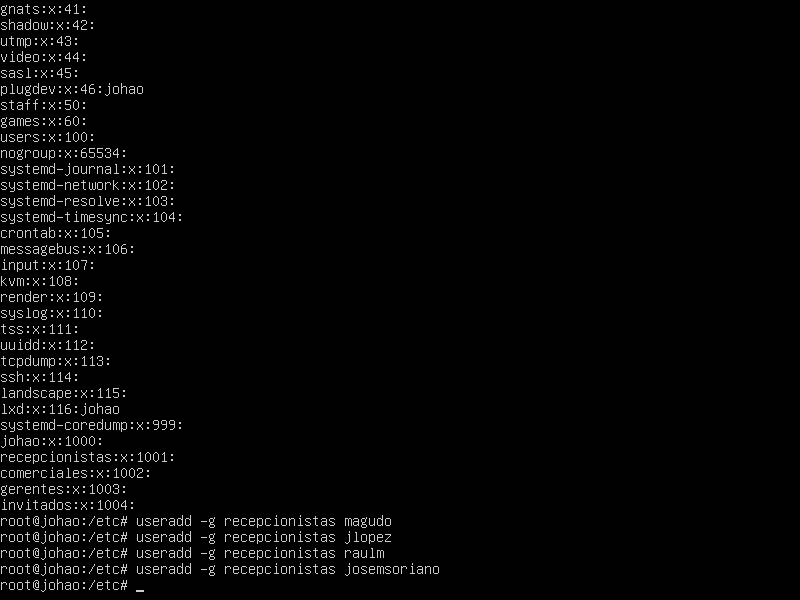 gnats:x:41:
shadow:x:42:
utmp:x:43:
video:x:44:
sasl:x:45:
plugdev:x:46:johao
staff:x:50:
games:x:60:
users:x:100:
nogroup:x:65534:
systemd-journal:x:101:
systemd-network:x:102:
systemd-resolve:x:103:
systemd-timesync:x:104:
crontab:x:105:
messagebus:x:106:
input:x:107:
kvm:x:108:
render:x:109:
syslog:x:110:
tss:x:111:
uuidd:x:112:
tcpdump:x:113:
ssh:x:114:
landscape:x:115:
lxd:x:116:johao
systemd-coredump:x:999:
johao:x:1000:
recepcionistas:x:1001:
comerciales:x:1002:
gerentes:x:1003:
invitados:x:1004:
root@johao:/etc# useradd -g recepcionistas magudo
root@johao:/etc# useradd -g recepcionistas jlopez
root@johao:/etc# useradd -g recepcionistas raulm
root@johao:/etc# useradd -g recepcionistas josemsoriano
root@johao:/etc# _